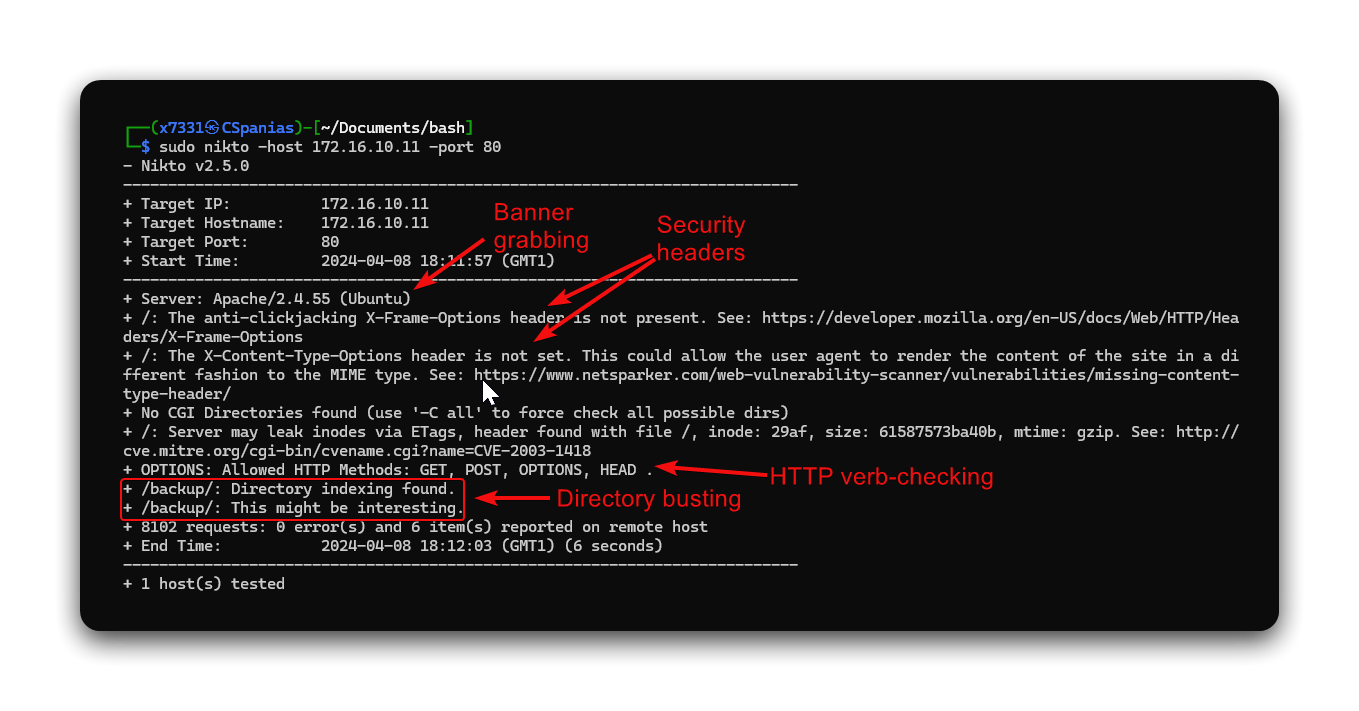 ┌──(x7331㉿CSpanias)-[~/Documents/bash]
└─$ sudo nikto -host 172.16.10.11 -port 80
- Nikto v2.5.0
---------------------------------------------------------------------------
+ Target IP:          172.16.10.11
+ Target Hostname:    172.16.10.11
+ Target Port:        80
+ Start Time:         2024-04-08 18:11:57 (GMT1)
Banner
grabbing
Security
headers
---------------------------------------------------------------------------
+ Server: Apache/2.4.55 (Ubuntu)
+ /: The anti-clickjacking X-Frame-Options header is not present. See: https://developer.mozilla.org/en-US/docs/Web/HTTP/Hea
ders/X-Frame-Options
+ /: The X-Content-Type-Options header is not set. This could allow the user agent to render the content of the site in a di
fferent fashion to the MIME type. See: https://www.netsparker.com/web-vulnerability-scanner/vulnerabilities/missing-content-
type-header/
+ No CGI Directories found (use '-C all' to force check all possible dirs)
+ /: Server may leak inodes via ETags, header found with file /, inode: 29af, size: 61587573ba40b, mtime: gzip. See: http://
cve.mitre.org/cgi-bin/cvename.cgi?name=CVE-2003-1418
+ OPTIONS: Allowed HTTP Methods: GET, POST, OPTIONS, HEAD .
HTTP verb-checking
+ /backup/: Directory indexing found.
+ /backup/: This might be interesting.
Directory busting
+ 8102 requests: 0 error(s) and 6 item(s) reported on remote host
+ End Time:           2024-04-08 18:12:03 (GMT1) (6 seconds)
---------------------------------------------------------------------------
+ 1 host(s) tested